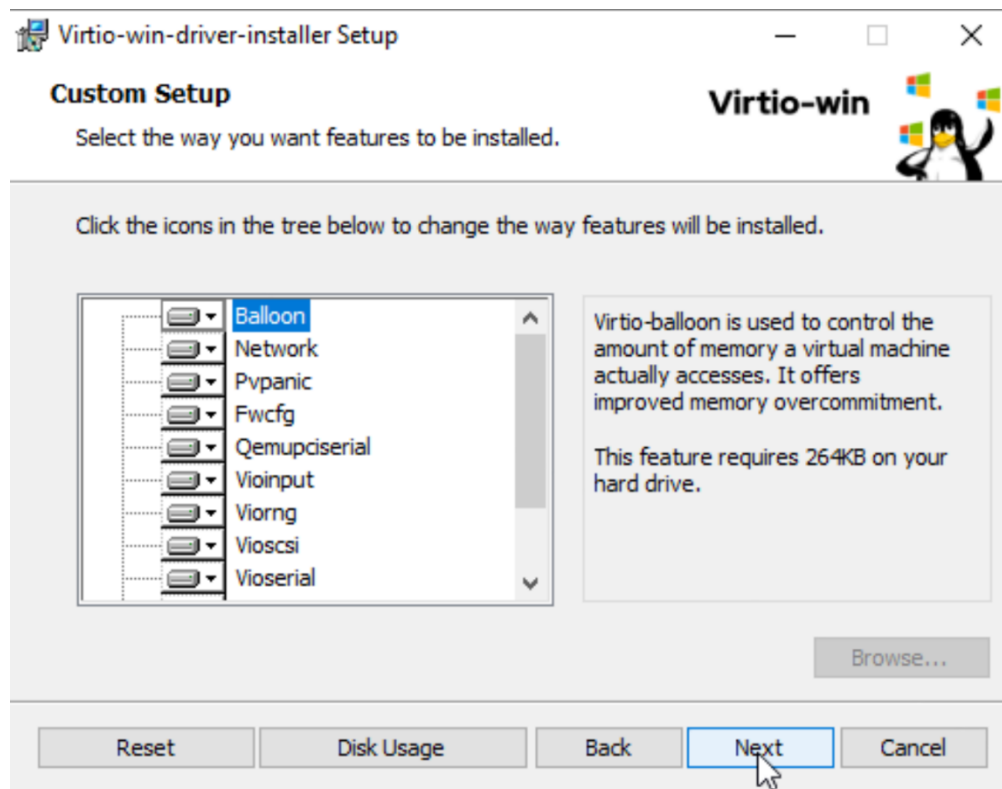 Virtio-win-driver-installer Setup
Custom Setup
Virtio-win
Select the way you want features to be installed.
Click the icons in the tree below to change the way features will be installed.
Balloon
Network
Pvpanic
Fwcfg
Qemupciserial
Vioinput
Viorng
Vioscsi
Vioserial
Virtio-balloon is used to control the
amount of memory a virtual machine
actually accesses. It offers
improved memory overcommitment.
This feature requires 264KB on your
hard drive.
Browse...
Reset
Disk Usage
Back
Next
Cancel